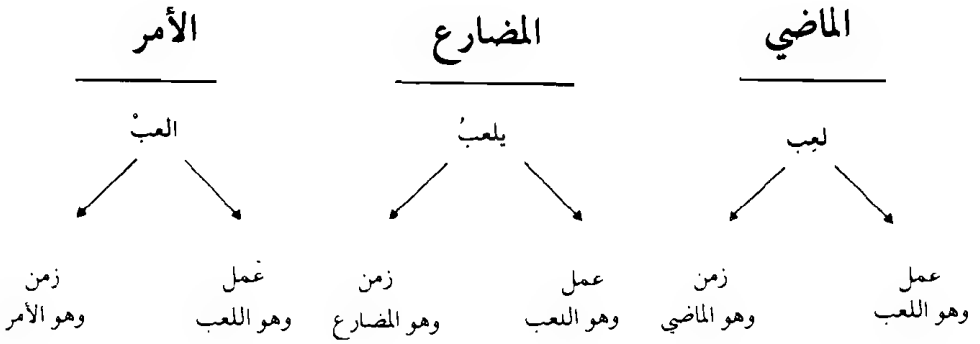 الماضي المضارع الأمر
لعِب يلعبُ العبْ
عمل زمن عمل زمن عمل زمن
وهو اللعب وهو الماضي وهو اللعب وهو المضارع وهو اللعب وهو الأمر